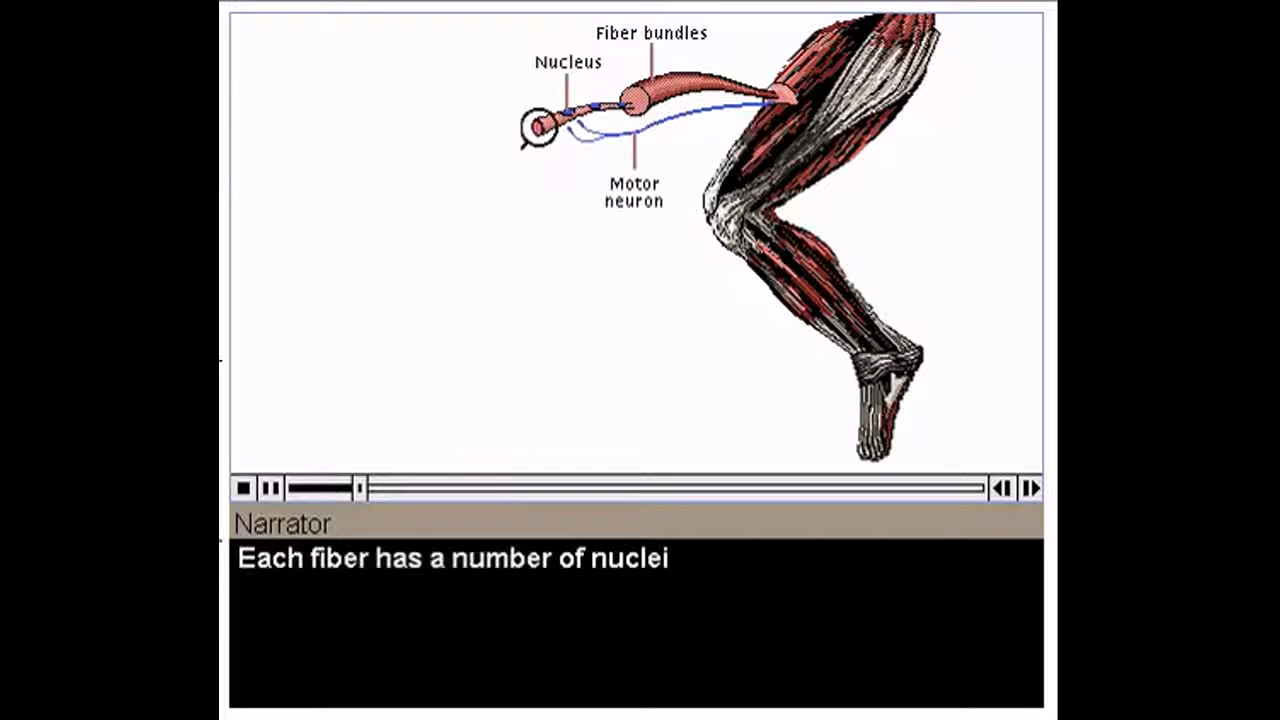 Fiber bundles
Nucleus
Motor
neuron
Narrator
Each fiber has a number of nuclei